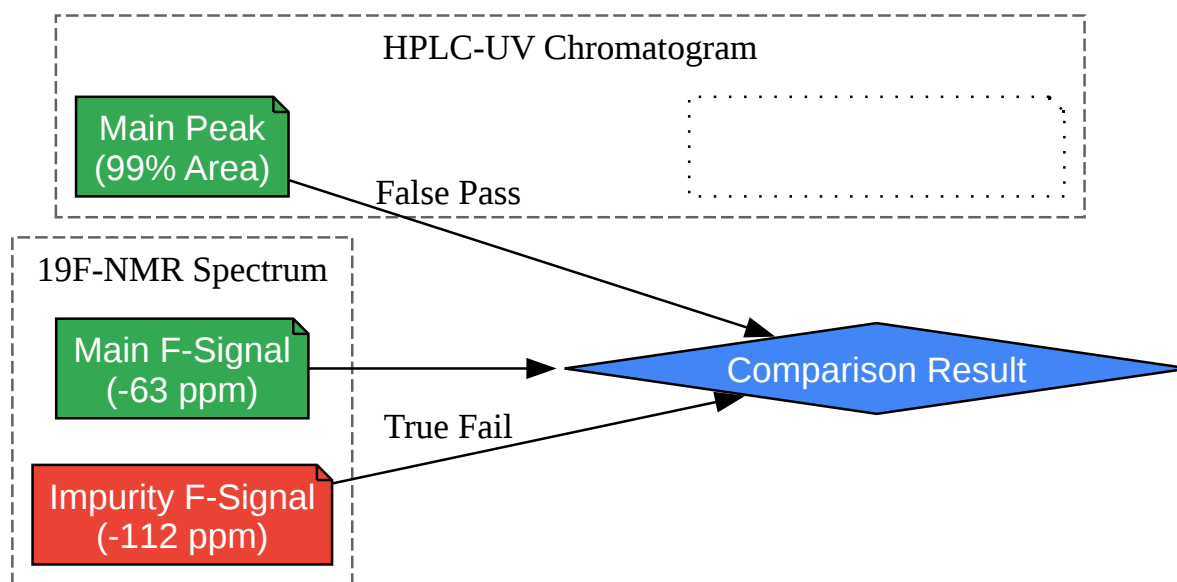 HPLC-UV Chromatogram
Main Peak
(99% Area)
False Pass
19F-NMR Spectrum
Main F-Signal
(-63 ppm)
Comparison Result
True Fail
Impurity F-Signal
(-112 ppm)